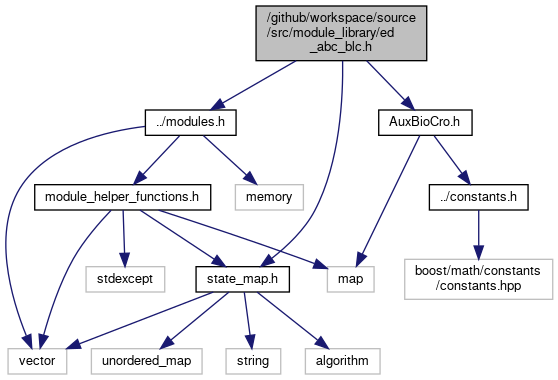 /github/workspace/source
/src/module_library/ed
_abc_blc.h
../modules.h
AuxBioCro.h
module_helper_functions.h
memory
../constants.h
stdexcept
state_map.h
map
boost/math/constants
/constants.hpp
vector
unordered_map
string
algorithm